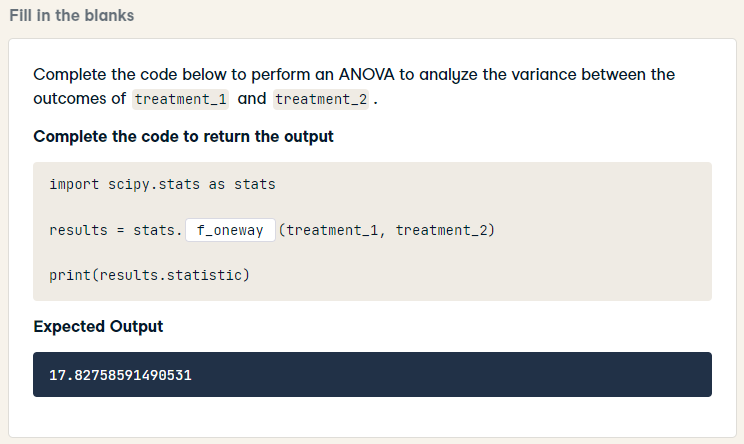 Fill in the blanks
Complete the code below to perform an ANOVA to analyze the variance between the
outcomes of treatment_1 and treatment_2 .
Complete the code to return the output
import scipy.stats as stats
results = stats. f_oneway (treatment_1, treatment_2)
print(results.statistic)
Expected Output
17.82758591490531